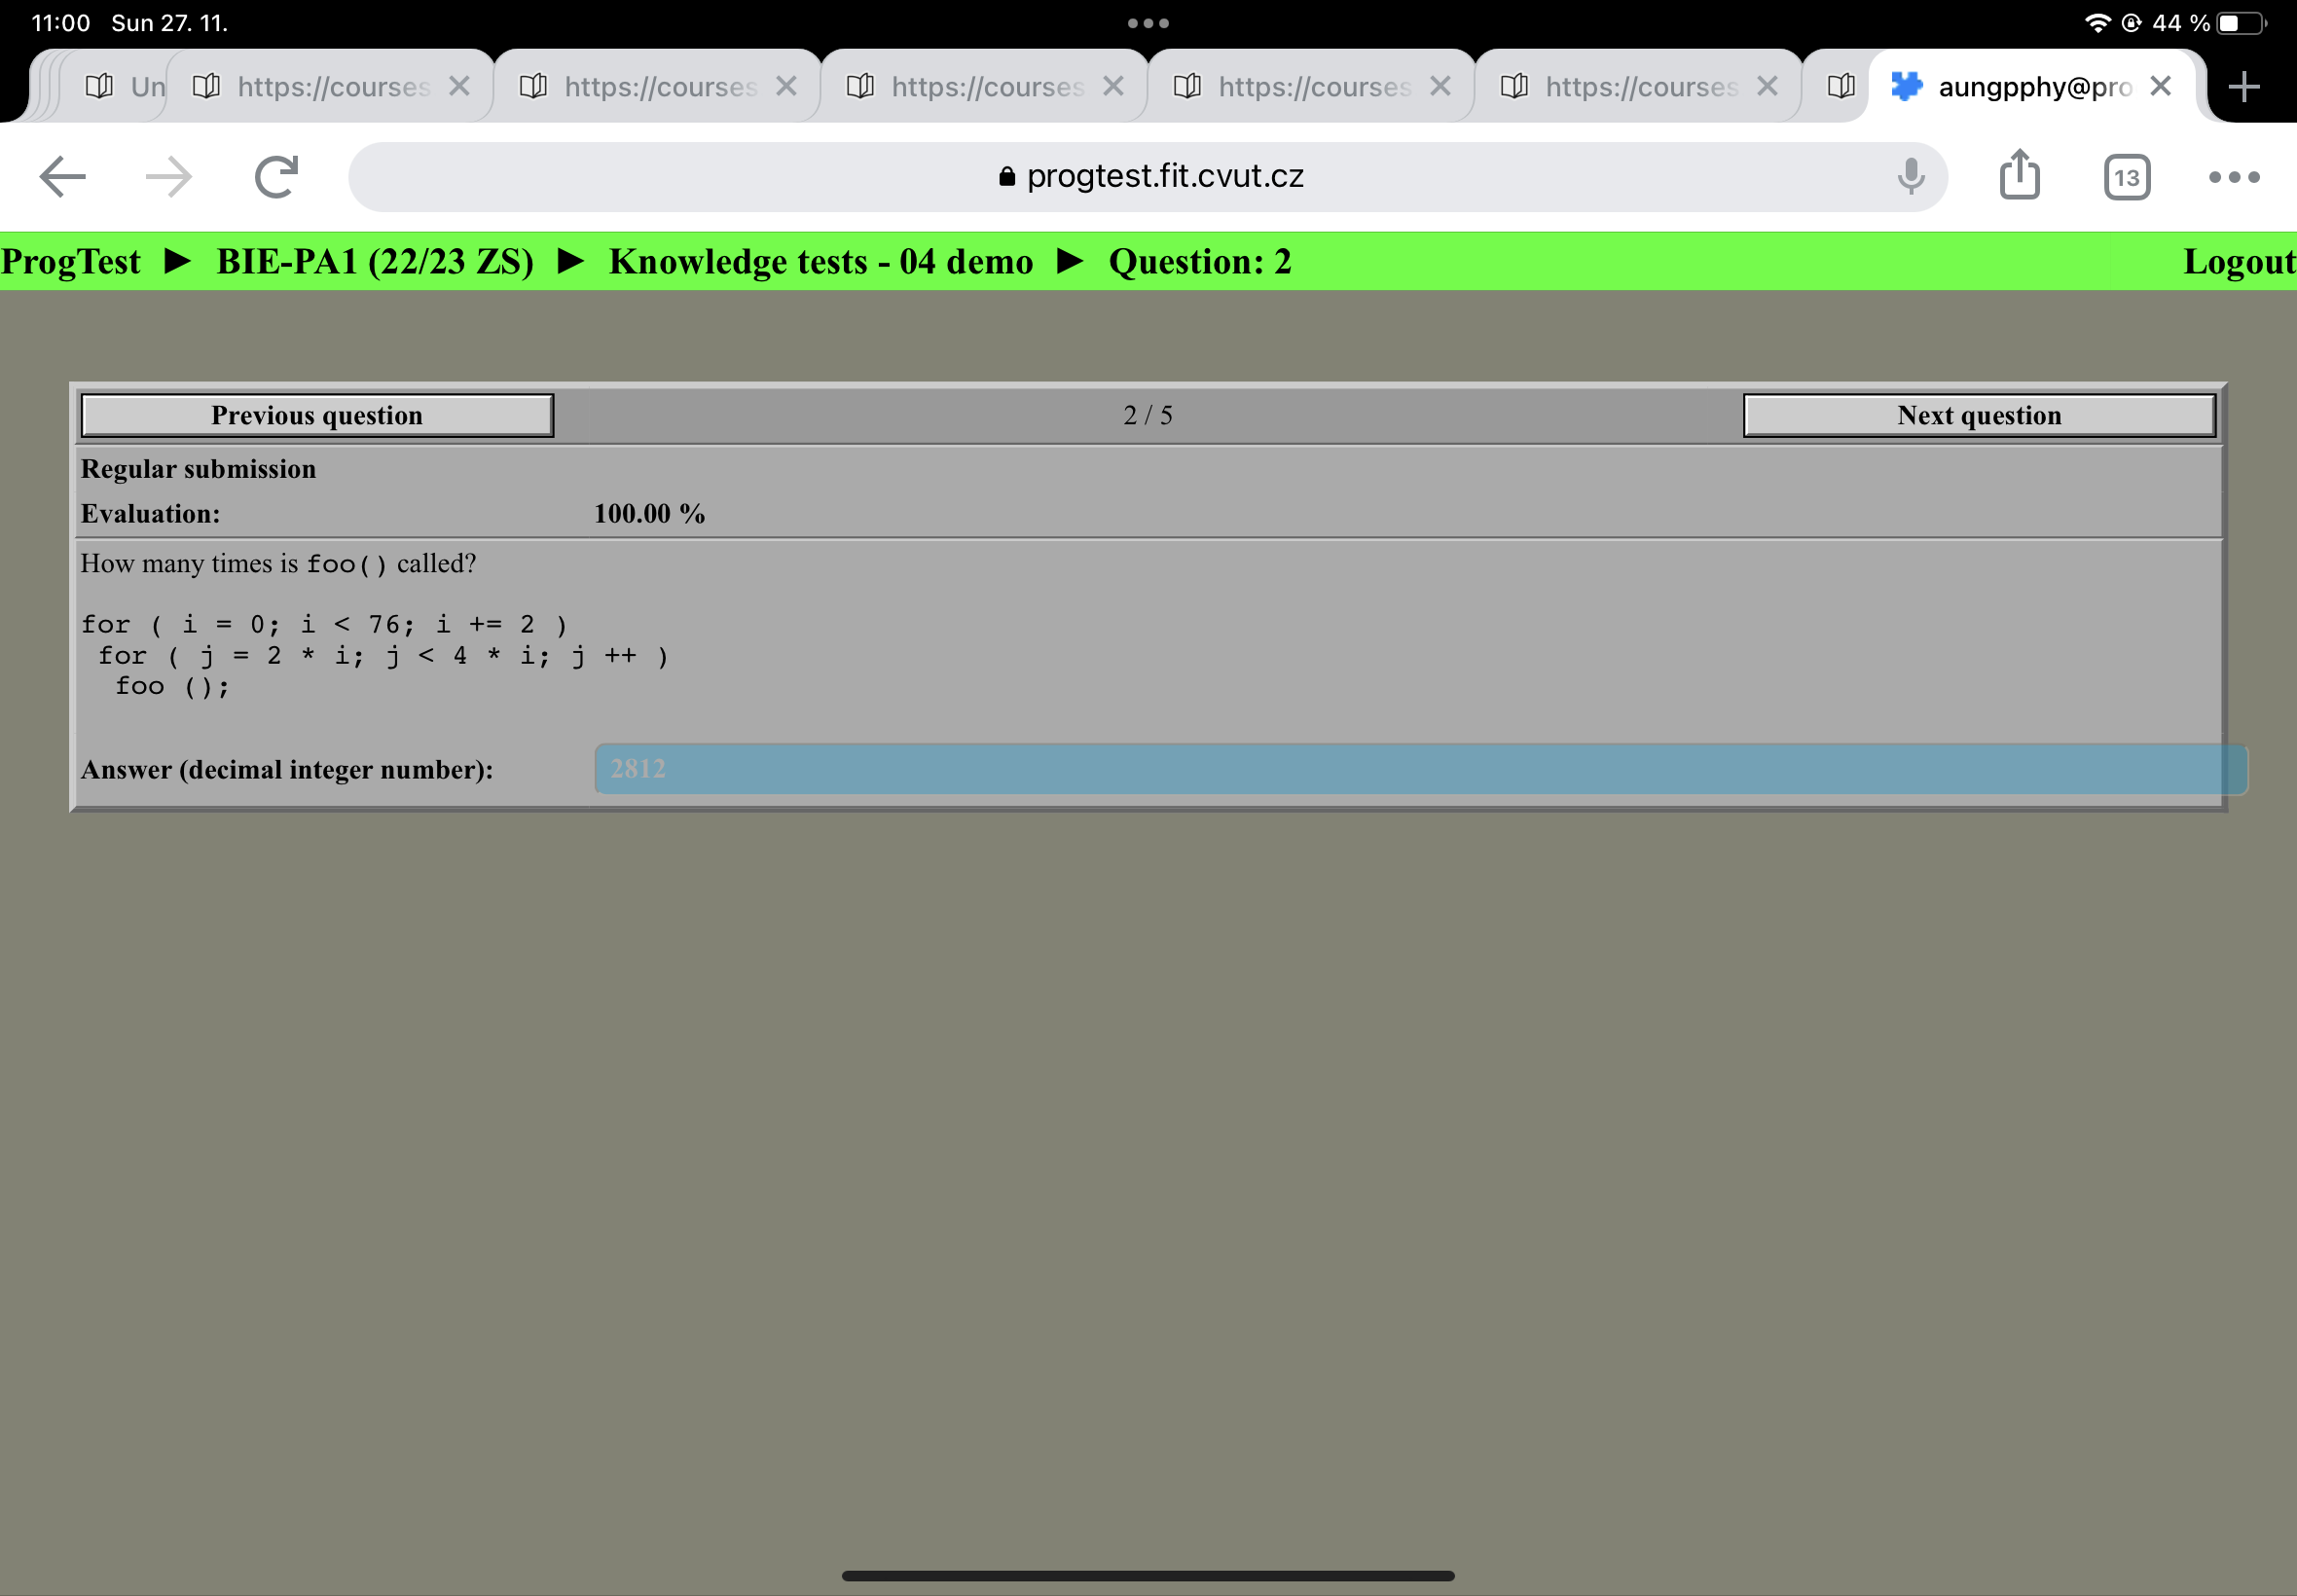 11:00 Sun 27. 11.
44 %
Un
https://courses
https://courses
https://courses
https://courses
https://courses
aungpphy@pro
progtest.fit.cvut.cz
13
ProgTest ► BIE-PA1 (22/23 ZS) ► Knowledge tests - 04 demo ► Question: 2
Logout
Previous question
2 / 5
Next question
Regular submission
Evaluation: 100.00 %
How many times is foo() called?
for ( i = 0; i < 76; i += 2 )
 for ( j = 2 * i; j < 4 * i; j ++ )
  foo ();
Answer (decimal integer number): 2812